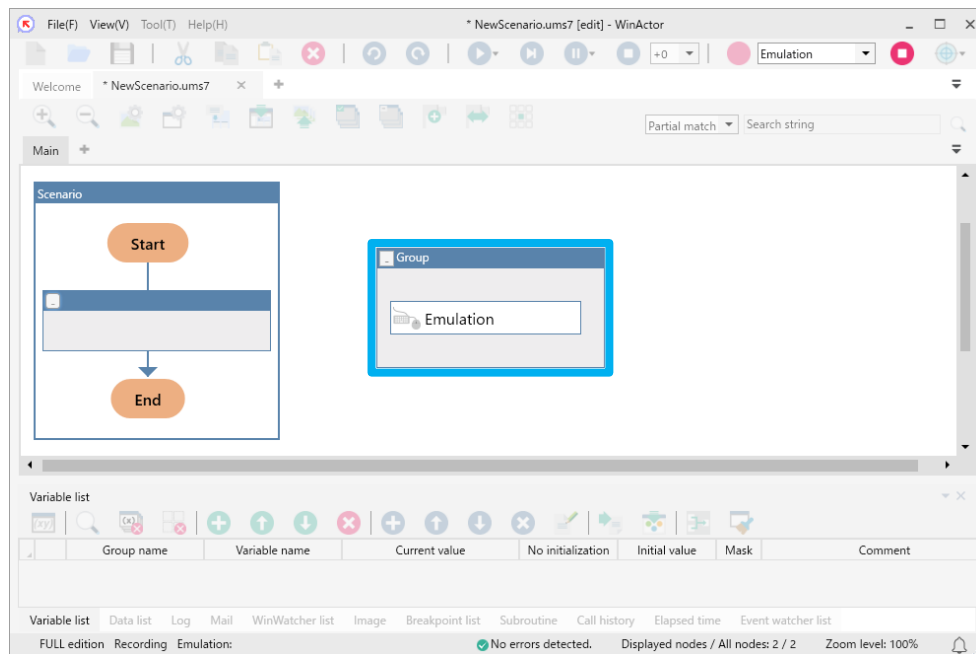 File(F) View(V) Tool(T) Help(H) * NewScenario.ums7 [edit] - WinActor
+0 Emulation
Welcome * NewScenario.ums7
Partial match Search string
Main
Scenario
Start
Group
Emulation
End
Variable list
Group name Variable name Current value No initialization Initial value Mask Comment
Variable list Data list Log Mail WinWatcher list Image Breakpoint list Subroutine Call history Elapsed time Event watcher list
FULL edition Recording Emulation: No errors detected. Displayed nodes / All nodes: 2 / 2 Zoom level: 100%